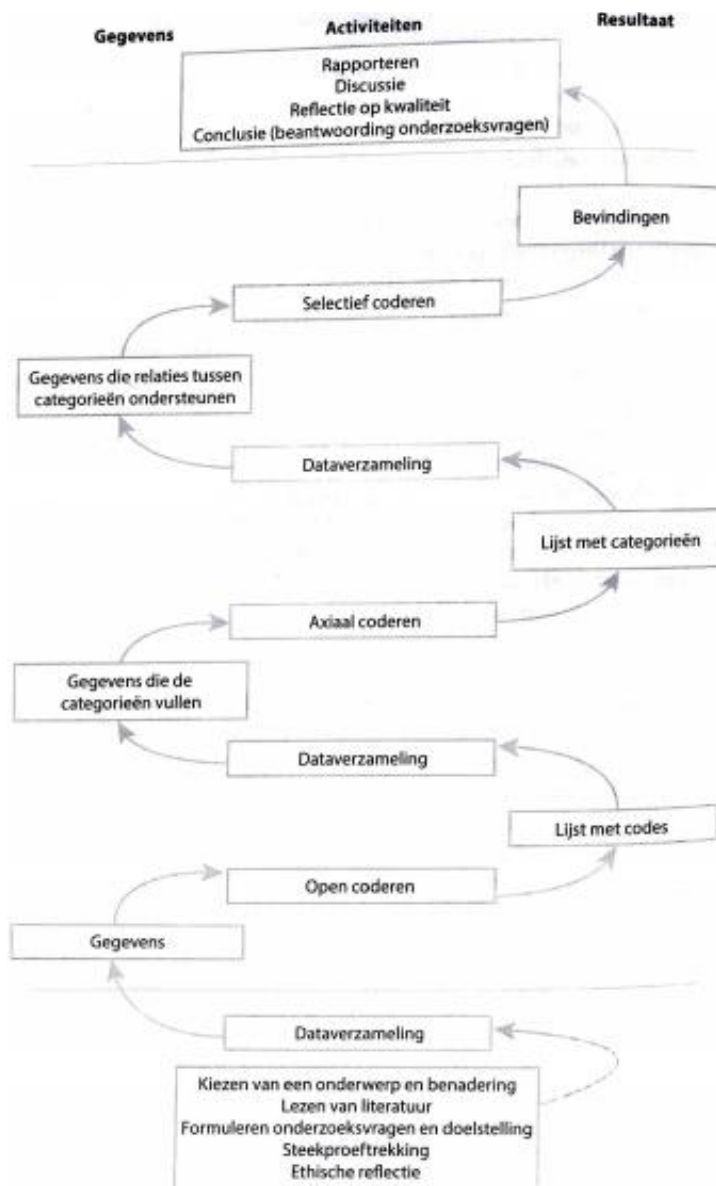 Gegevens
Activiteiten
Resultaat
Rapporteren
Discussie
Reflectie op kwaliteit
Conclusie (beantwoording onderzoeksvragen)
Bevindingen
Selectief coderen
Gegevens die relaties tussen
categorieën ondersteunen
Dataverzameling
Lijst met categorieën
Axiaal coderen
Gegevens die de
categorieën vullen
Dataverzameling
Lijst met codes
Open coderen
Gegevens
Dataverzameling
Kiezen van een onderwerp en benadering
Lezen van literatuur
Formuleren onderzoeksvragen en doelstelling
Steekproeftrekking
Ethische reflectie